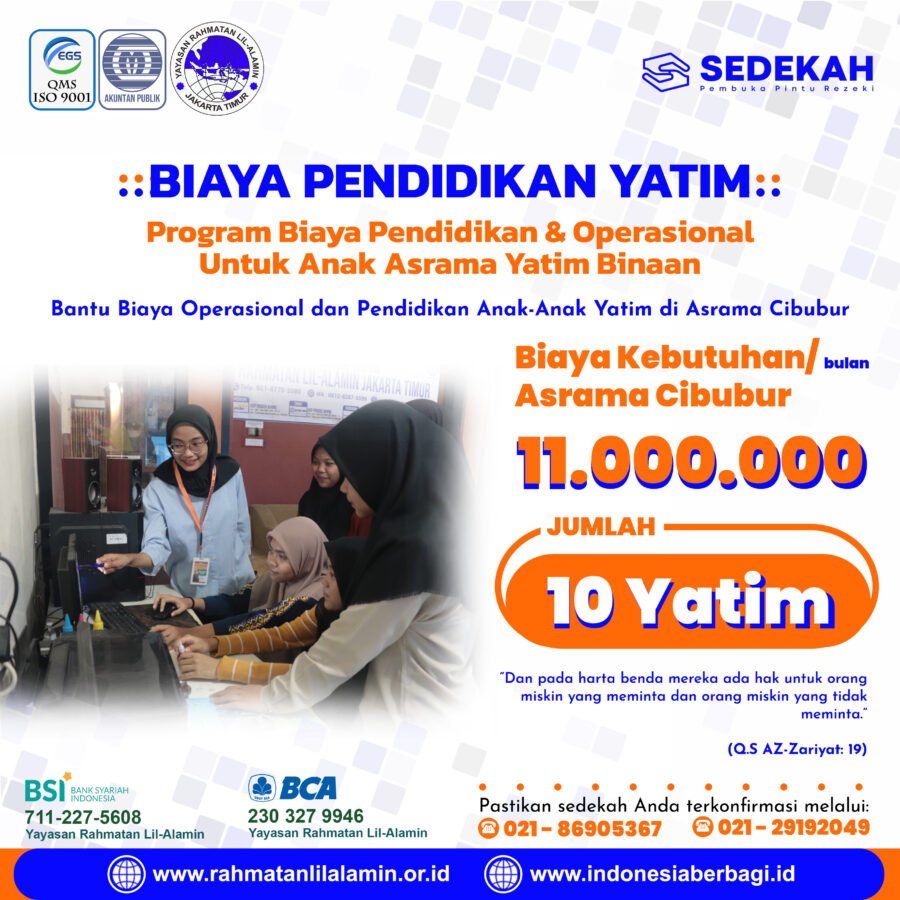 EGS
QMS
ISO 9001
AKUNTAN PUBLIK
YAYASAN RAHMATAN LIL-ALAMIN
JAKARTA TIMUR
SEDEKAH
Pembuka Pintu Rezeki
::BIAYA PENDIDIKAN YATIM::
Program Biaya Pendidikan & Operasional
Untuk Anak Asrama Yatim Binaan
Bantu Biaya Operasional dan Pendidikan Anak-Anak Yatim di Asrama Cibubur
Biaya Kebutuhan/ bulan
Asrama Cibubur
11.000.000
JUMLAH
10 Yatim
RAHMATAN LIL-ALAMIN JAKARTA TIMUR
"Dan pada harta benda mereka ada hak untuk orang
miskin yang meminta dan orang miskin yang tidak
meminta."
(Q.S AZ-Zariyat: 19)
BSI BANK SYARIAH
INDONESIA
711-227-5608
Yayasan Rahmatan Lil-Alamin
BCA
230 327 9946
Yayasan Rahmatan Lil-Alamin
Pastikan sedekah Anda terkonfirmasi melalui:
021 - 86905367
021 - 29192049
www.rahmatanlilalamin.or.id
www.indonesiaberbagi.id